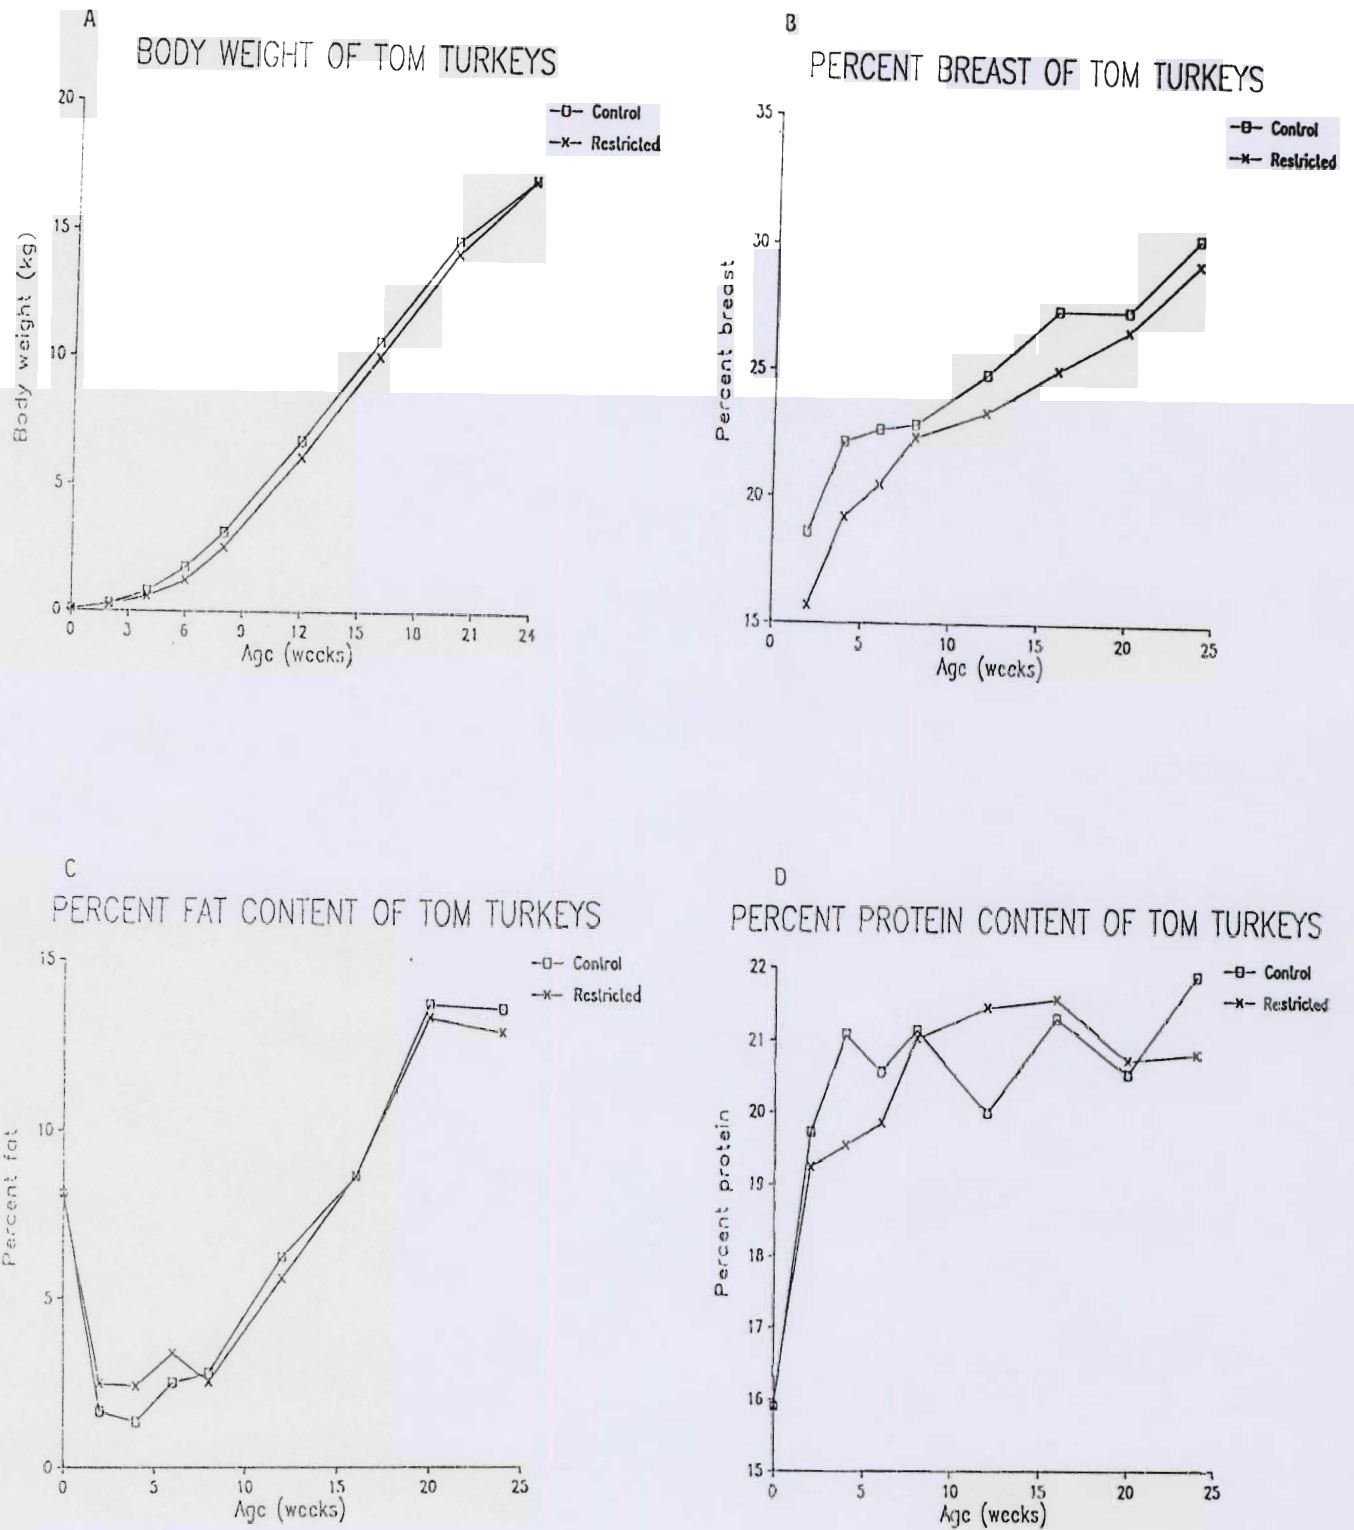 A
BODY WEIGHT OF TOM TURKEYS
20
15
10
5
0
Body weight (kg)
0 3 6 9 12 15 18 21 24
Age (weeks)
Control
Restricted
B
PERCENT BREAST OF TOM TURKEYS
35
30
25
20
15
Percent breast
0 5 10 15 20 25
Age (weeks)
Control
Restricted
C
PERCENT FAT CONTENT OF TOM TURKEYS
15
10
5
0
Percent fat
0 5 10 15 20 25
Age (weeks)
Control
Restricted
D
PERCENT PROTEIN CONTENT OF TOM TURKEYS
22
21
20
19
18
17
16
15
Percent protein
0 5 10 15 20 25
Age (weeks)
Control
Restricted